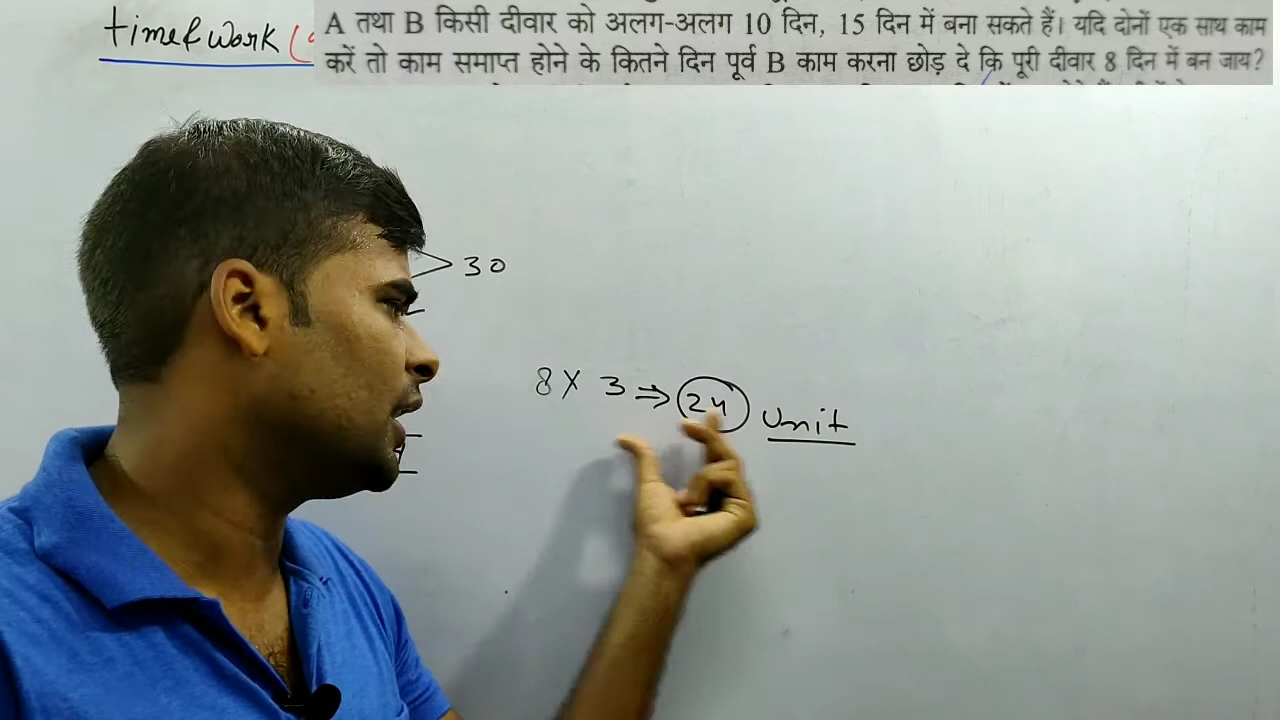 time & work (
A तथा B किसी दीवार को अलग-अलग 10 दिन, 15 दिन में बना सकते हैं। यदि दोनों एक साथ काम
करें तो काम समाप्त होने के कितने दिन पूर्व B काम करना छोड़ दे कि पूरी दीवार 8 दिन में बन जाय?
30
8 x 3 ⇒ 24 Unit